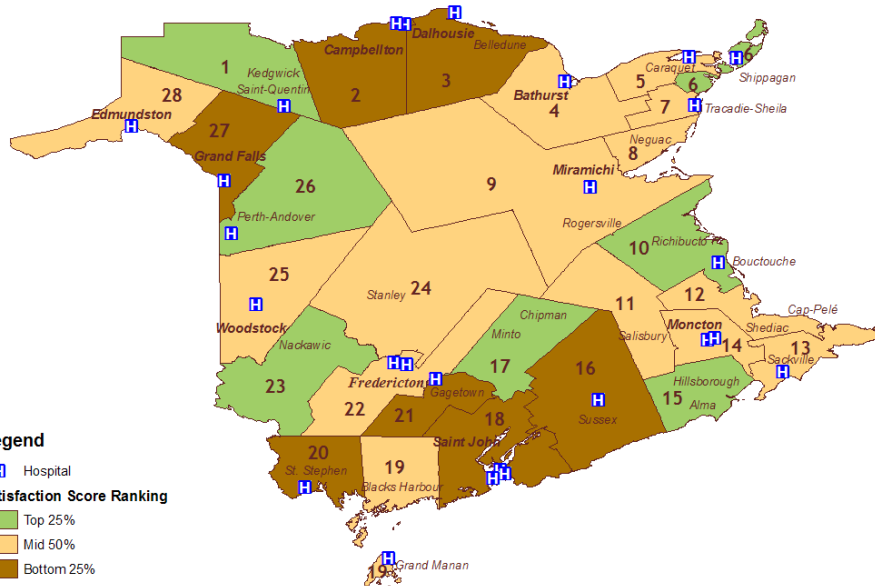 H
H H
Dalhousie
Campbellton
Belledune
1
Kedgwick
Saint-Quentin
H
2
3
H
Bathurst
4
H
Caraquet
5
H
6
Shippagan
6
7
H
Tracadie-Sheila
Neguac
8
28
Edmundston
H
27
Grand Falls
H
26
Perth-Andover
H
9
Miramichi
H
Rogersville
10
Richibucto
H
Bouctouche
25
H
Woodstock
Stanley
24
11
Salisbury
12
Cap-Pelé
Moncton
Shediac
H H
14
13
Sackville
H
Chipman
Minto
17
Nackawic
23
H H
Fredericton
H
Gagetown
22
21
18
16
H
Sussex
Hillsborough
15
Alma
Saint John
20
St. Stephen
H
19
Blacks Harbour
H H H
H
Grand Manan
19
egend
H Hospital
tisfaction Score Ranking
Top 25%
Mid 50%
Bottom 25%